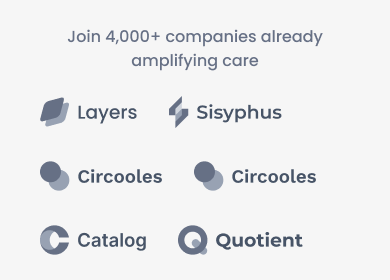 Join 4,000+ companies already
amplifying care
Layers Sisyphus
Circooles Circooles
Catalog Quotient